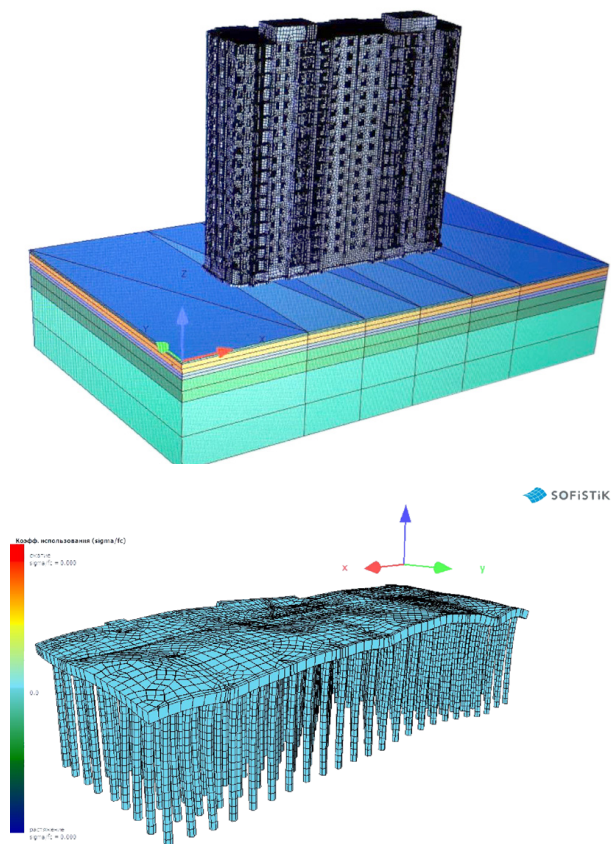 Z
Y
X
SOFiSTiK
Коэфф. использования (sigma/fc)
сжатие
sigma/fc = 0.000
x
y
0.0
растяжение
sigma/fc = 0.000